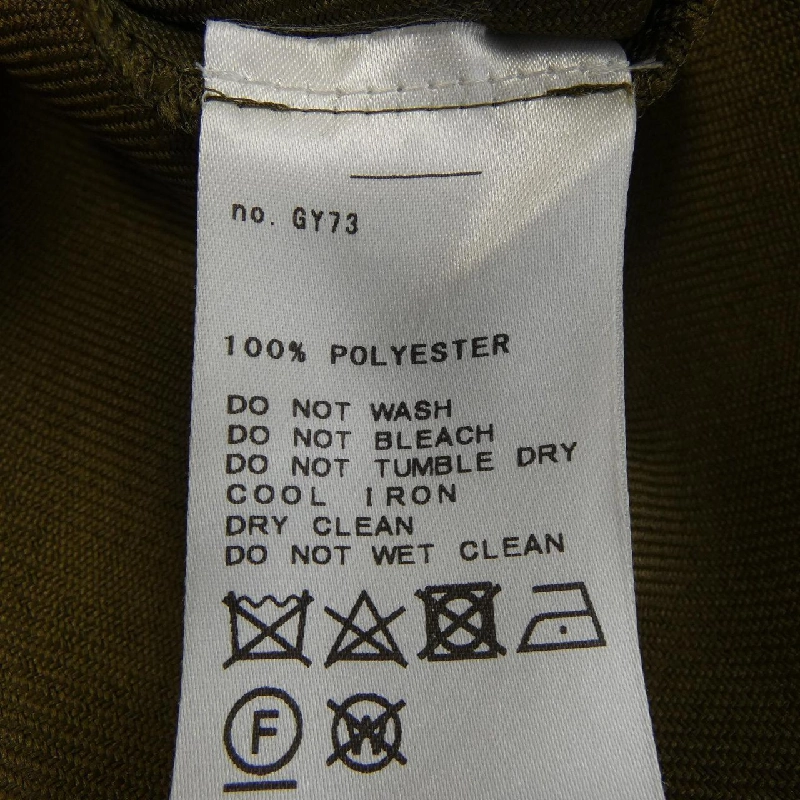 no. GY73
100% POLYESTER
DO NOT WASH
DO NOT BLEACH
DO NOT TUMBLE DRY
COOL IRON
DRY CLEAN
DO NOT WET CLEAN
F W